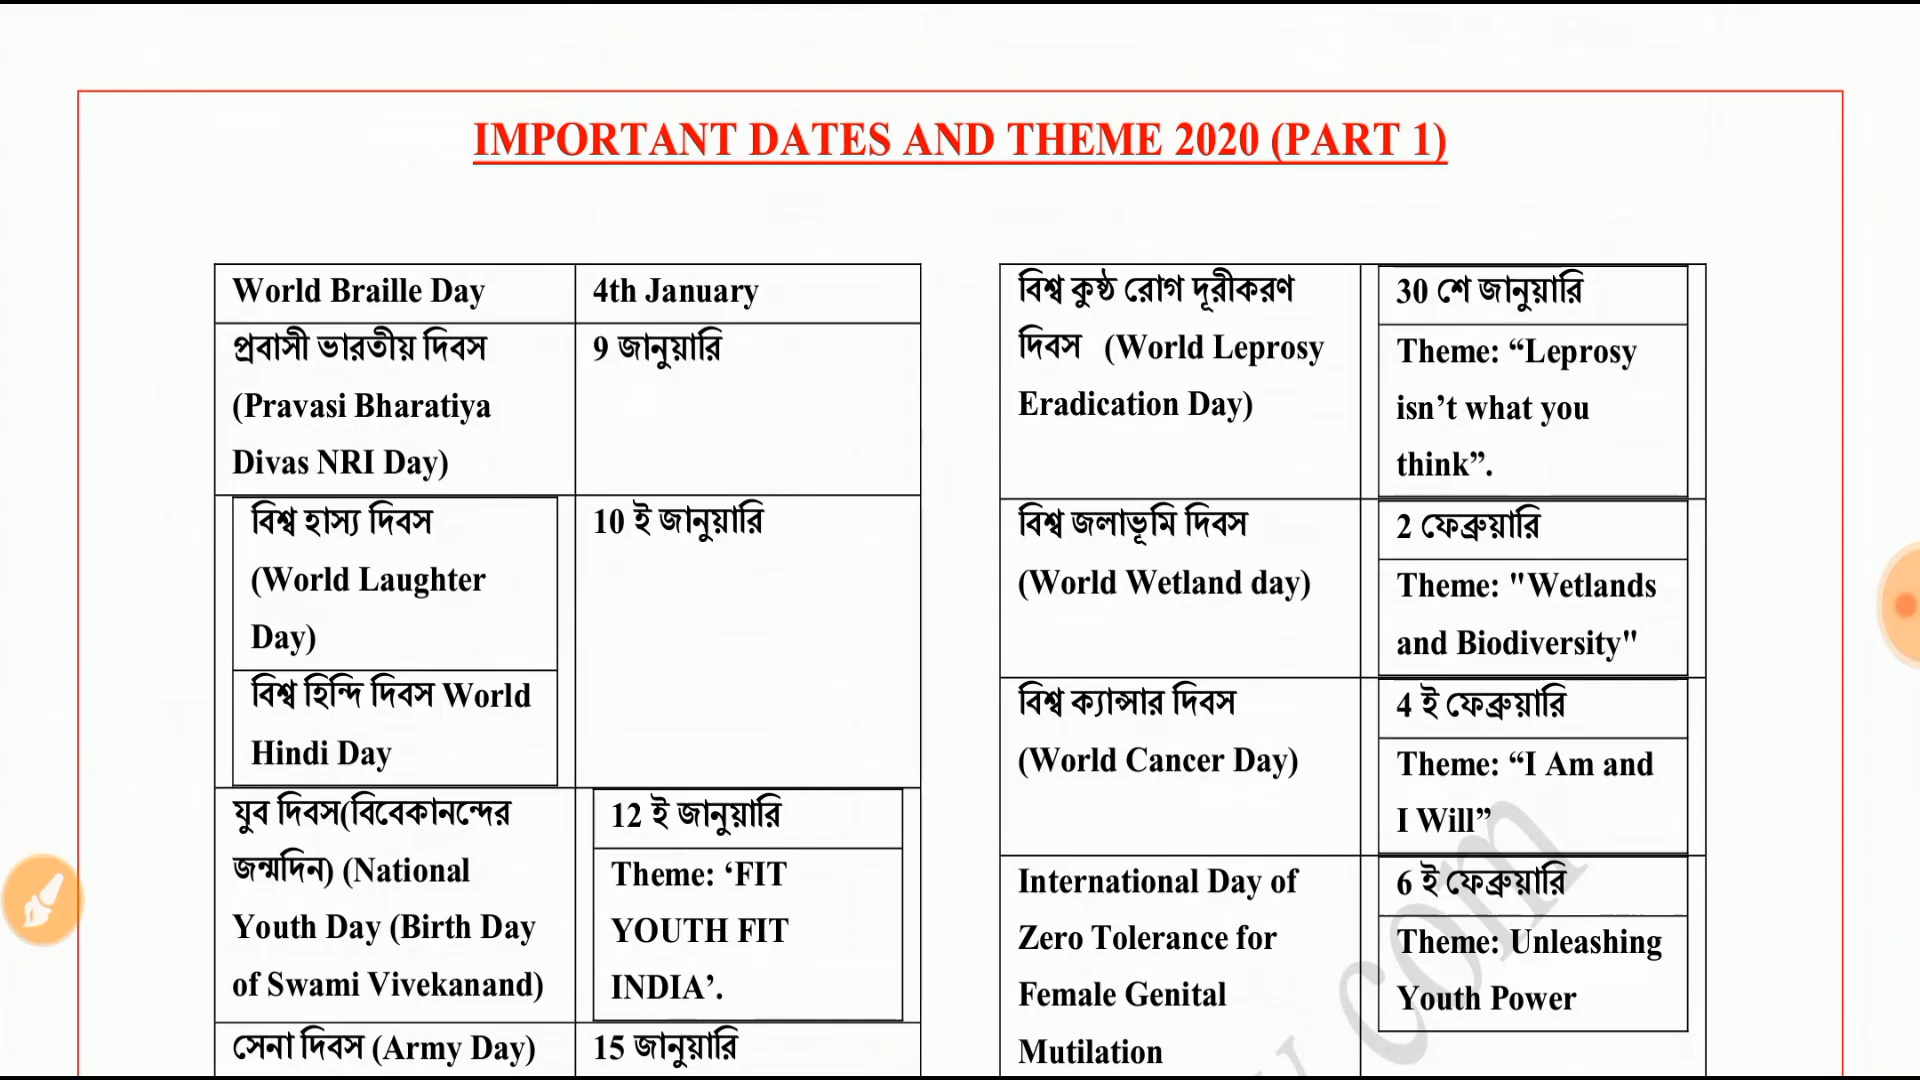 IMPORTANT DATES AND THEME 2020 (PART 1)
World Braille Day
4th January
প্রবাসী ভারতীয় দিবস
(Pravasi Bharatiya
Divas NRI Day)
9 জানুয়ারি
বিশ্ব হাস্য দিবস
(World Laughter
Day)
বিশ্ব হিন্দি দিবস World
Hindi Day
10 ই জানুয়ারি
যুব দিবস(বিবেকানন্দের
জন্মদিন) (National
Youth Day (Birth Day
of Swami Vivekanand)
12 ই জানুয়ারি
Theme: ‘FIT
YOUTH FIT
INDIA’.
সেনা দিবস (Army Day)
15 জানুয়ারি
বিশ্ব কুষ্ঠ রোগ দূরীকরণ
দিবস (World Leprosy
Eradication Day)
30 শে জানুয়ারি
Theme: “Leprosy
isn’t what you
think”.
বিশ্ব জলাভূমি দিবস
(World Wetland day)
2 ফেব্রুয়ারি
Theme: "Wetlands
and Biodiversity"
বিশ্ব ক্যান্সার দিবস
(World Cancer Day)
4 ই ফেব্রুয়ারি
Theme: “I Am and
I Will”
International Day of
Zero Tolerance for
Female Genital
Mutilation
6 ই ফেব্রুয়ারি
Theme: Unleashing
Youth Power
com